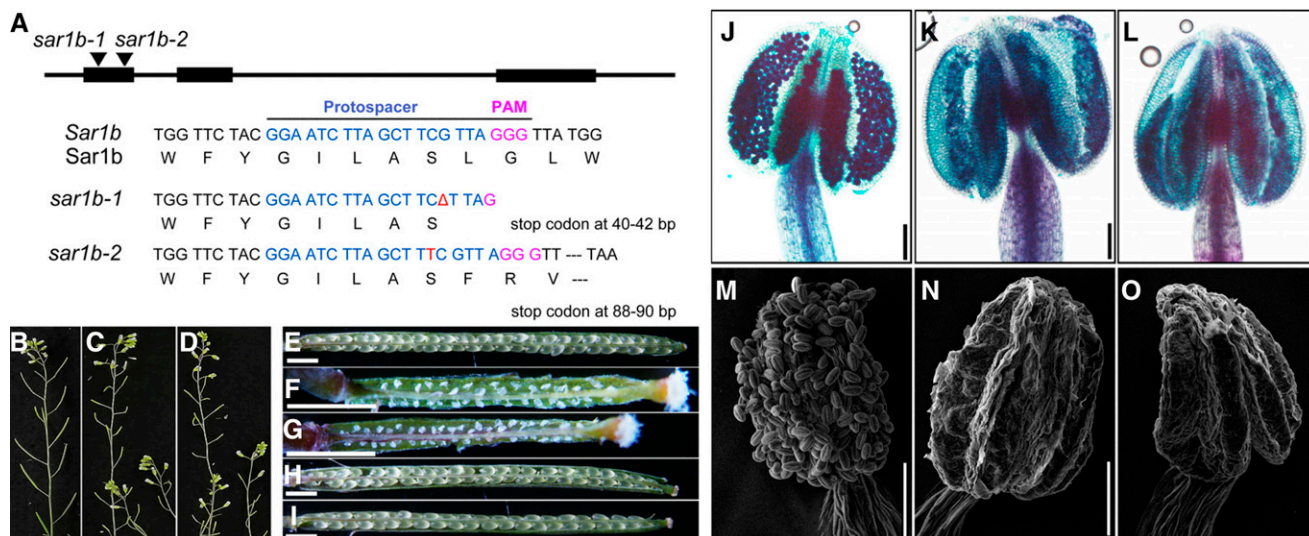 A
sar1b-1 sar1b-2
Protospacer PAM
Sar1b TGG TTC TAC GGA ATC TTA GCT TCG TTA GGG TTA TGG
Sar1b W F Y G I L A S L G L W
sar1b-1 TGG TTC TAC GGA ATC TTA GCT TCΔT TAG
W F Y G I L A S stop codon at 40-42 bp
sar1b-2 TGG TTC TAC GGA ATC TTA GCT TTC GTTA GG GTT --- TAA
W F Y G I L A S F R V ---
stop codon at 88-90 bp
B C D
E
F
G
H
I
J K L
M N O